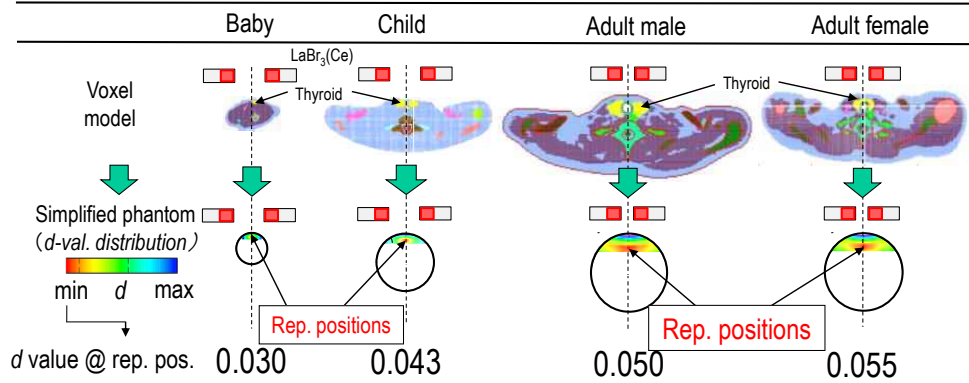 Baby Child Adult male Adult female
LaBr3(Ce)
Thyroid Thyroid
Voxel
model
Simplified phantom
（d-val. distribution）
min d max
Rep. positions Rep. positions
d value @ rep. pos. 0.030 0.043 0.050 0.055